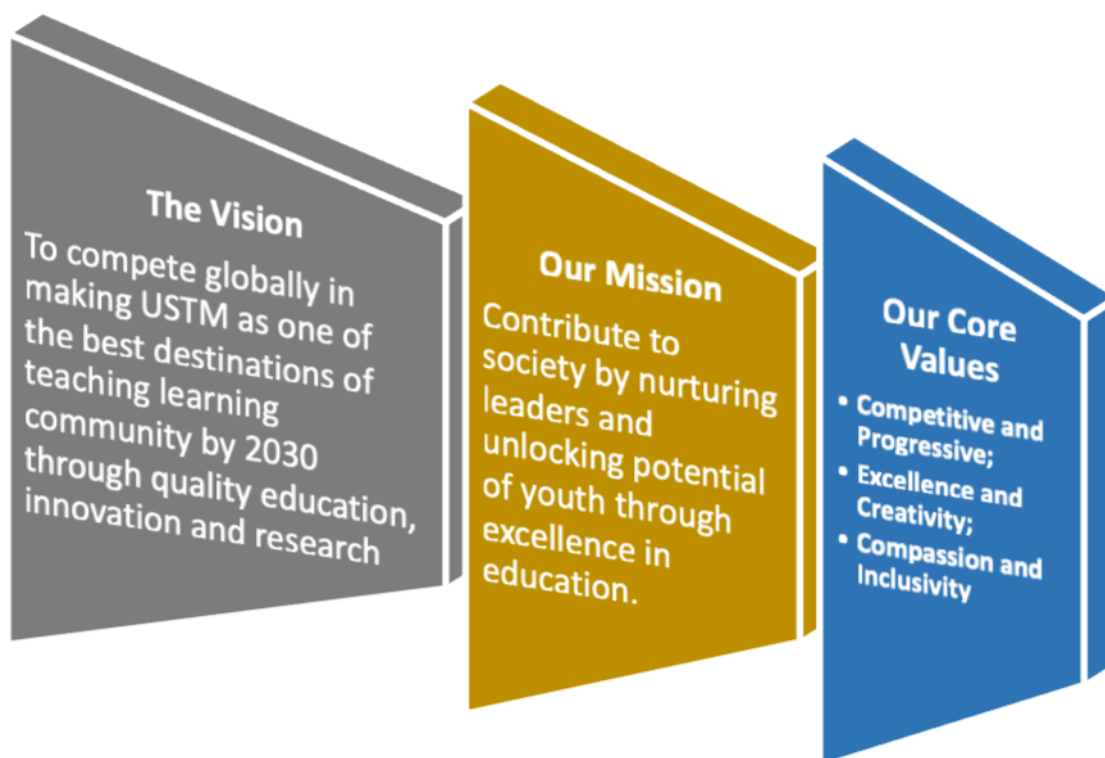 The Vision
To compete globally in
making USTM as one of
the best destinations of
teaching learning
community by 2030
through quality education,
innovation and research
Our Mission
Contribute to
society by nurturing
leaders and
unlocking potential
of youth through
excellence in
education.
Our Core
Values
• Competitive and
Progressive;
• Excellence and
Creativity;
• Compassion and
Inclusivity